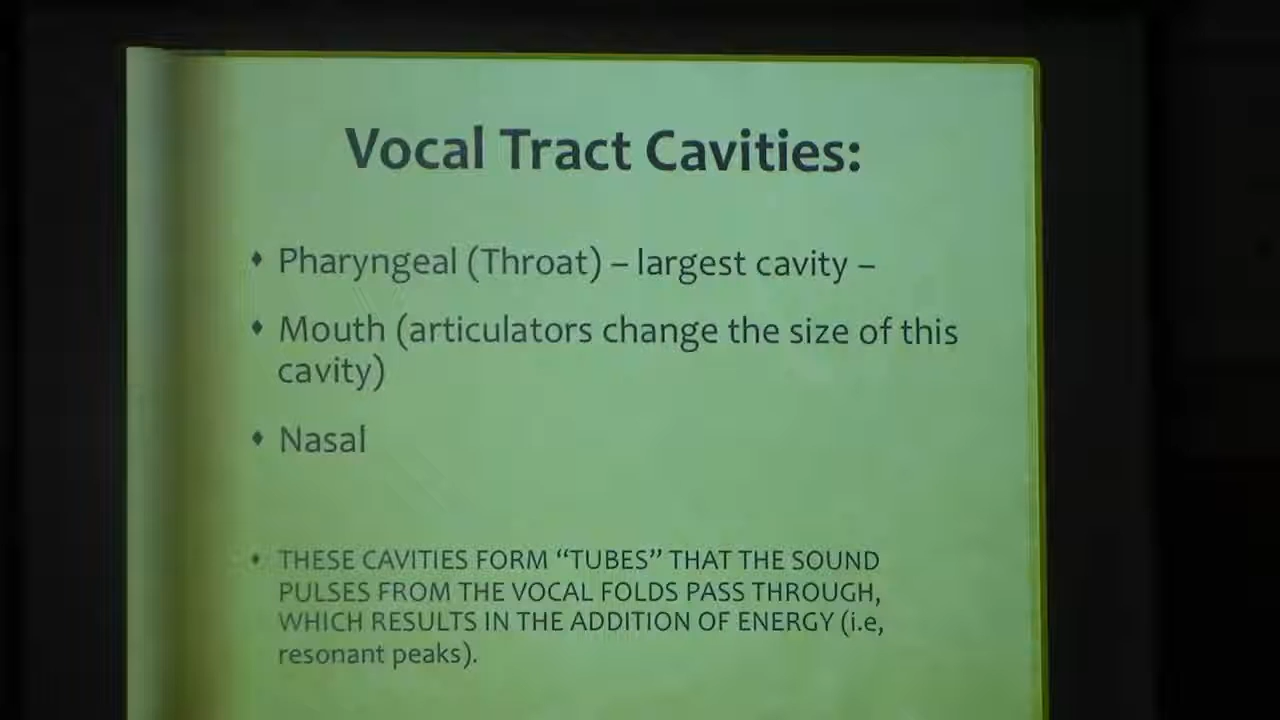 Vocal Tract Cavities:
• Pharyngeal (Throat) – largest cavity –
• Mouth (articulators change the size of this
cavity)
• Nasal
• THESE CAVITIES FORM “TUBES” THAT THE SOUND
PULSES FROM THE VOCAL FOLDS PASS THROUGH,
WHICH RESULTS IN THE ADDITION OF ENERGY (i.e,
resonant peaks).